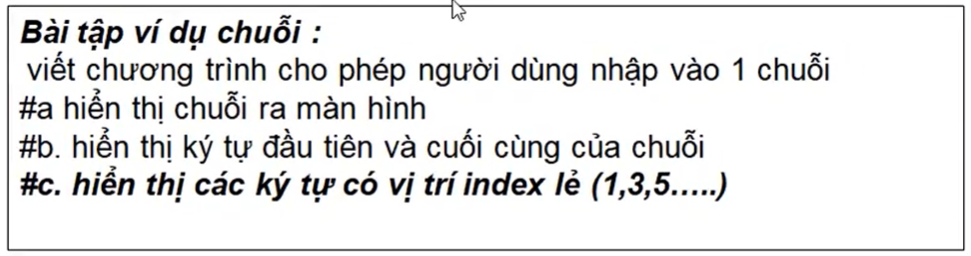 Bài tập ví dụ chuỗi :
viết chương trình cho phép người dùng nhập vào 1 chuỗi
#a hiển thị chuỗi ra màn hình
#b. hiển thị ký tự đầu tiên và cuối cùng của chuỗi
#c. hiển thị các ký tự có vị trí index lẻ (1,3,5.....)